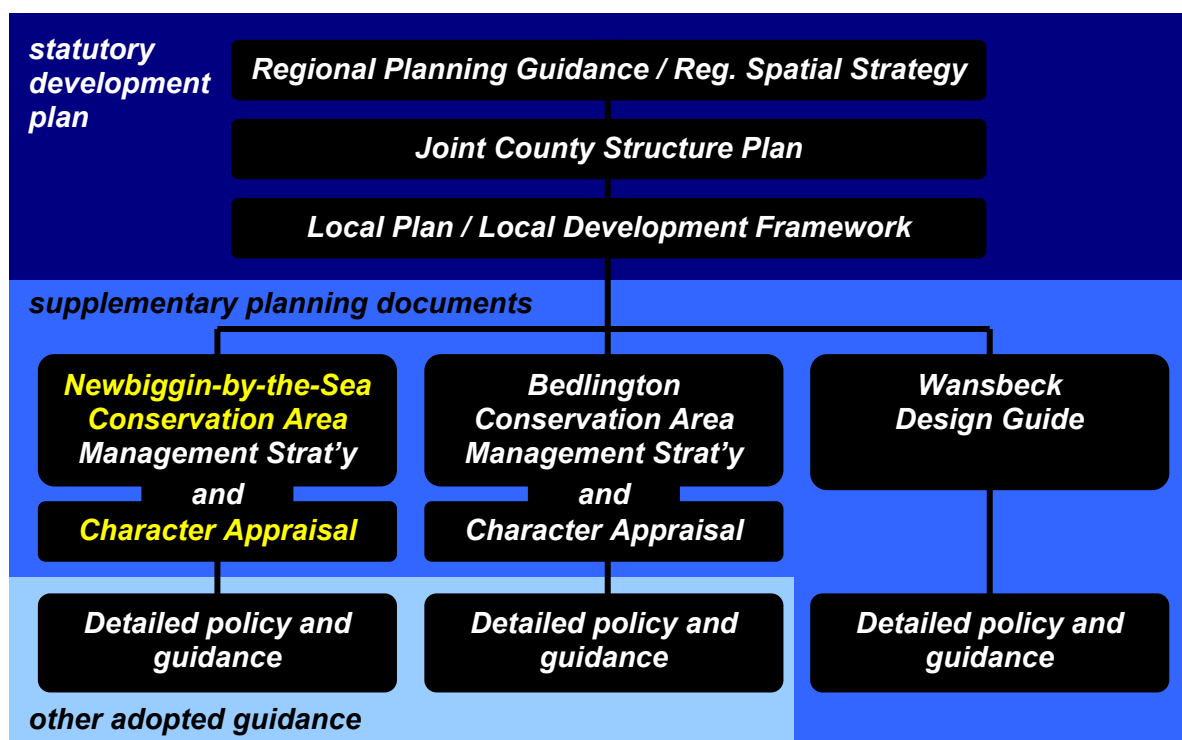 statutory
development
plan
Regional Planning Guidance / Reg. Spatial Strategy
Joint County Structure Plan
Local Plan / Local Development Framework
supplementary planning documents
Newbiggin-by-the-Sea
Conservation Area
Management Strat’y
and
Character Appraisal
Bedlington
Conservation Area
Management Strat’y
and
Character Appraisal
Wansbeck
Design Guide
Detailed policy and
guidance
Detailed policy and
guidance
Detailed policy and
guidance
other adopted guidance